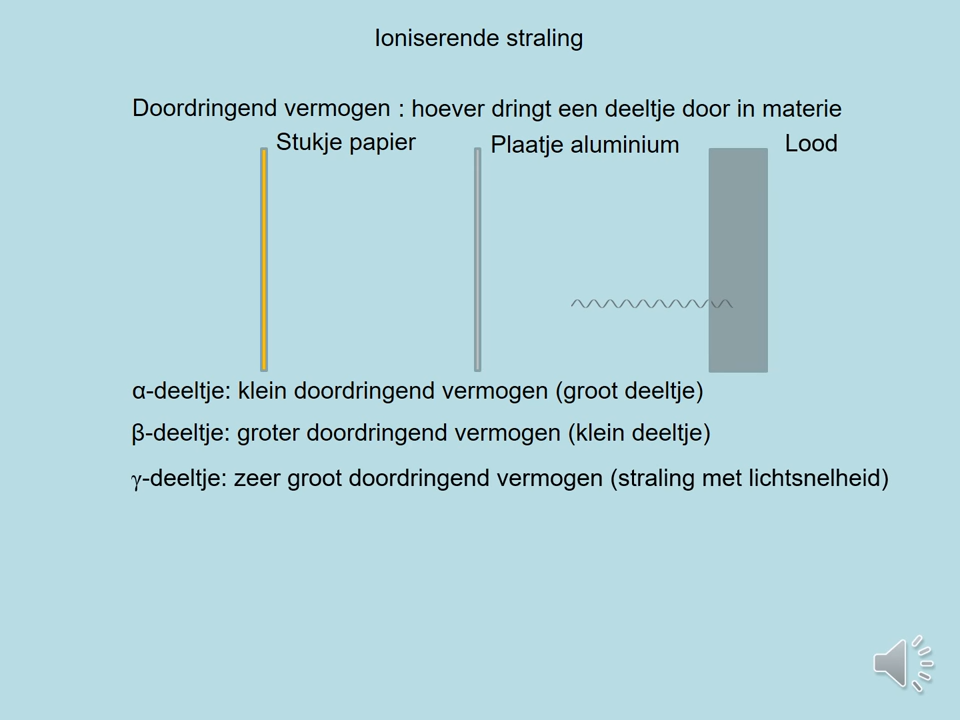 Ioniserende straling
Doordringend vermogen : hoever dringt een deeltje door in materie
Stukje papier
Plaatje aluminium
Lood
α-deeltje: klein doordringend vermogen (groot deeltje)
β-deeltje: groter doordringend vermogen (klein deeltje)
γ-deeltje: zeer groot doordringend vermogen (straling met lichtsnelheid)